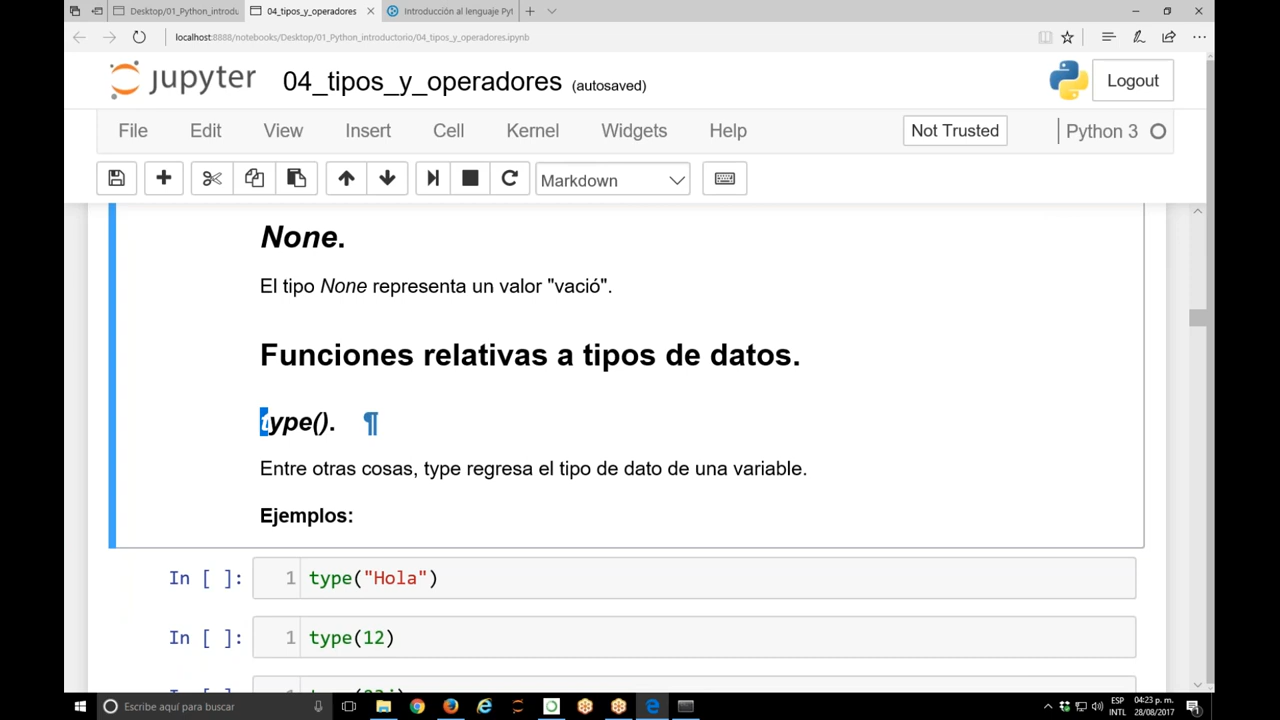 Desktop/01_Python_introdu
04_tipos_y_operadores
Introducción al lenguaje Pyt
localhost:8888/notebooks/Desktop/01_Python_introductorio/04_tipos_y_operadores.ipynb
jupyter 04_tipos_y_operadores (autosaved)
Logout
File Edit View Insert Cell Kernel Widgets Help
Not Trusted
Python 3
Markdown
None.
El tipo None representa un valor "vació".
Funciones relativas a tipos de datos.
type(). ¶
Entre otras cosas, type regresa el tipo de dato de una variable.
Ejemplos:
In [ ]: 1 type("Hola")
In [ ]: 1 type(12)
Escribe aquí para buscar
ESP 04:23 p. m.
INTL 28/08/2017